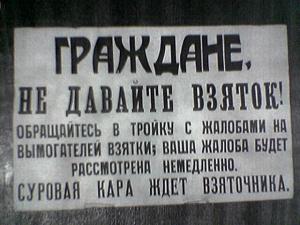 ГРАЖДАНЕ,
НЕ ДАВАЙТЕ ВЗЯТОК!
ОБРАЩАЙТЕСЬ В ТРОЙКУ С ЖАЛОБАМИ НА
ВЫМОГАТЕЛЕЙ ВЗЯТКИ; ВАША ЖАЛОБА БУДЕТ
РАССМОТРЕНА НЕМЕДЛЕННО.
СУРОВАЯ КАРА ЖДЕТ ВЗЯТОЧНИКА.